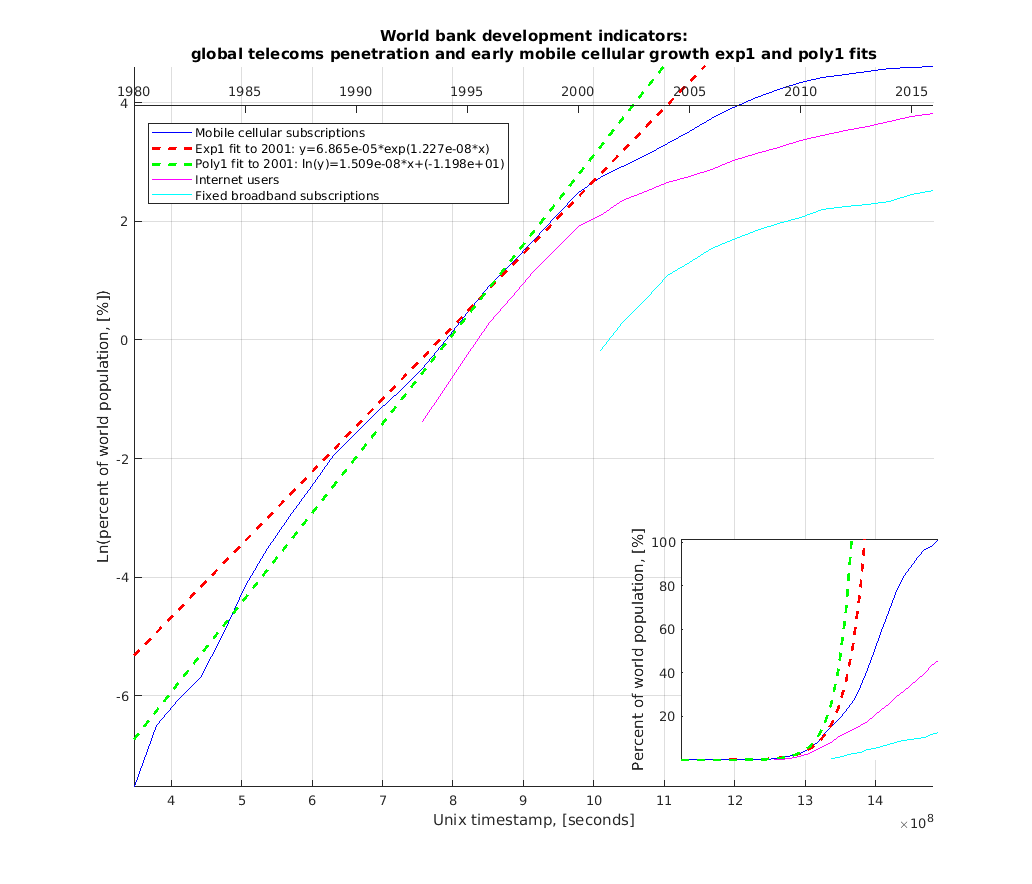 World bank development indicators:
global telecoms penetration and early mobile cellular growth exp1 and poly1 fits
1980 1985 1990 1995 2000 2005 2010 2015
Mobile cellular subscriptions
Exp1 fit to 2001: y=6.865e-05*exp(1.227e-08*x)
Poly1 fit to 2001: ln(y)=1.509e-08*x+(-1.198e+01)
Internet users
Fixed broadband subscriptions
Ln(percent of world population, [%])
4
2
0
-2
-4
-6
Percent of world population, [%]
100
80
60
40
20
4 5 6 7 8 9 10 11 12 13 14
Unix timestamp, [seconds]
×10⁸